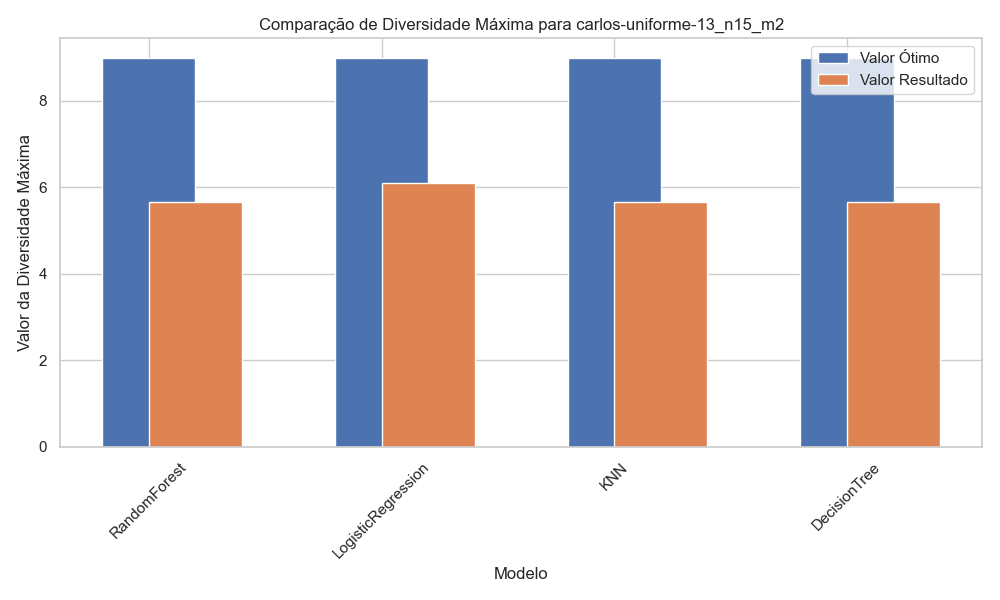 Comparação de Diversidade Máxima para carlos-uniforme-13_n15_m2
Valor Ótimo
Valor Resultado
Valor da Diversidade Máxima
8
6
4
2
0
RandomForest
LogisticRegression
KNN
DecisionTree
Modelo